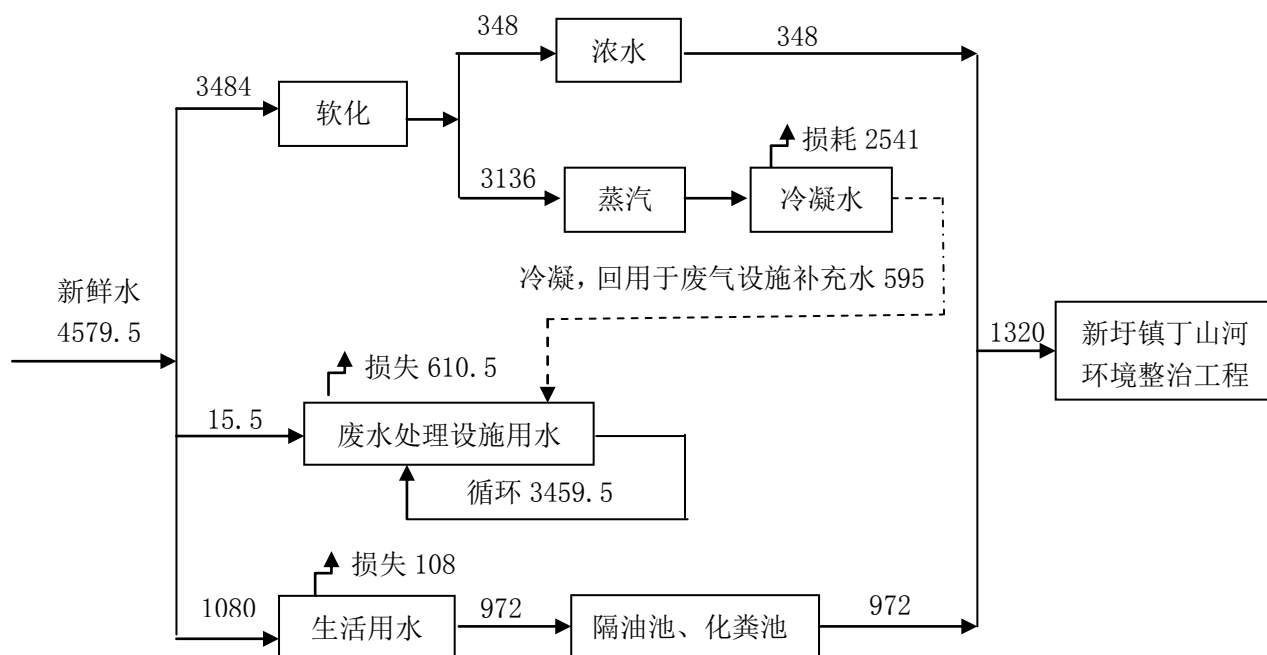 348
浓水
348
3484
软化
损耗 2541
3136
蒸汽
冷凝水
冷凝，回用于废气设施补充水 595
新鲜水
4579.5
1320
新圩镇丁山河
环境整治工程
损失 610.5
15.5
废水处理设施用水
循环 3459.5
损失 108
1080
生活用水
972
隔油池、化粪池
972